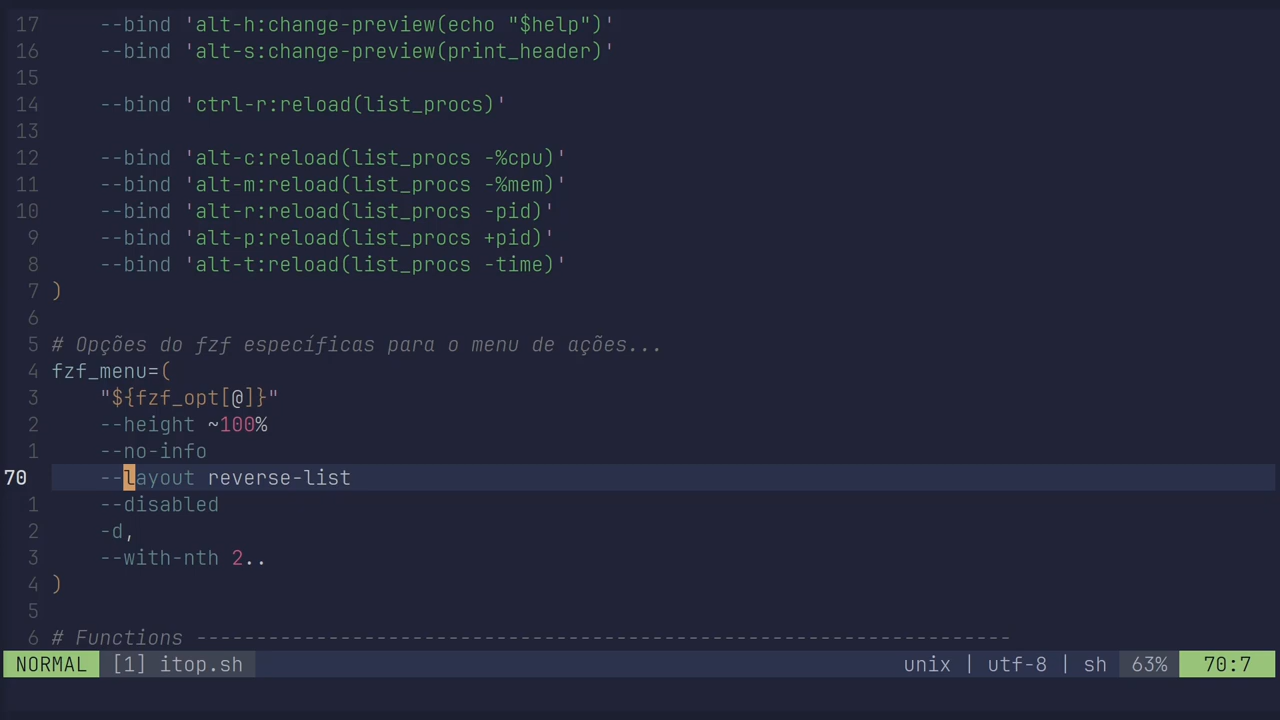 17 --bind 'alt-h:change-preview(echo "$help")'
16 --bind 'alt-s:change-preview(print_header)'
15
14 --bind 'ctrl-r:reload(list_procs)'
13
12 --bind 'alt-c:reload(list_procs -%cpu)'
11 --bind 'alt-m:reload(list_procs -%mem)'
10 --bind 'alt-r:reload(list_procs -pid)'
9 --bind 'alt-p:reload(list_procs +pid)'
8 --bind 'alt-t:reload(list_procs -time)'
7 )
6
5 # Opções do fzf específicas para o menu de ações...
4 fzf_menu=(
3 "${fzf_opt[@]}"
2 --height ~100%
1 --no-info
70 --layout reverse-list
1 --disabled
2 -d,
3 --with-nth 2..
4 )
5
6 # Functions --------------------------------------------------------------------
NORMAL [1] itop.sh unix | utf-8 | sh 63% 70:7